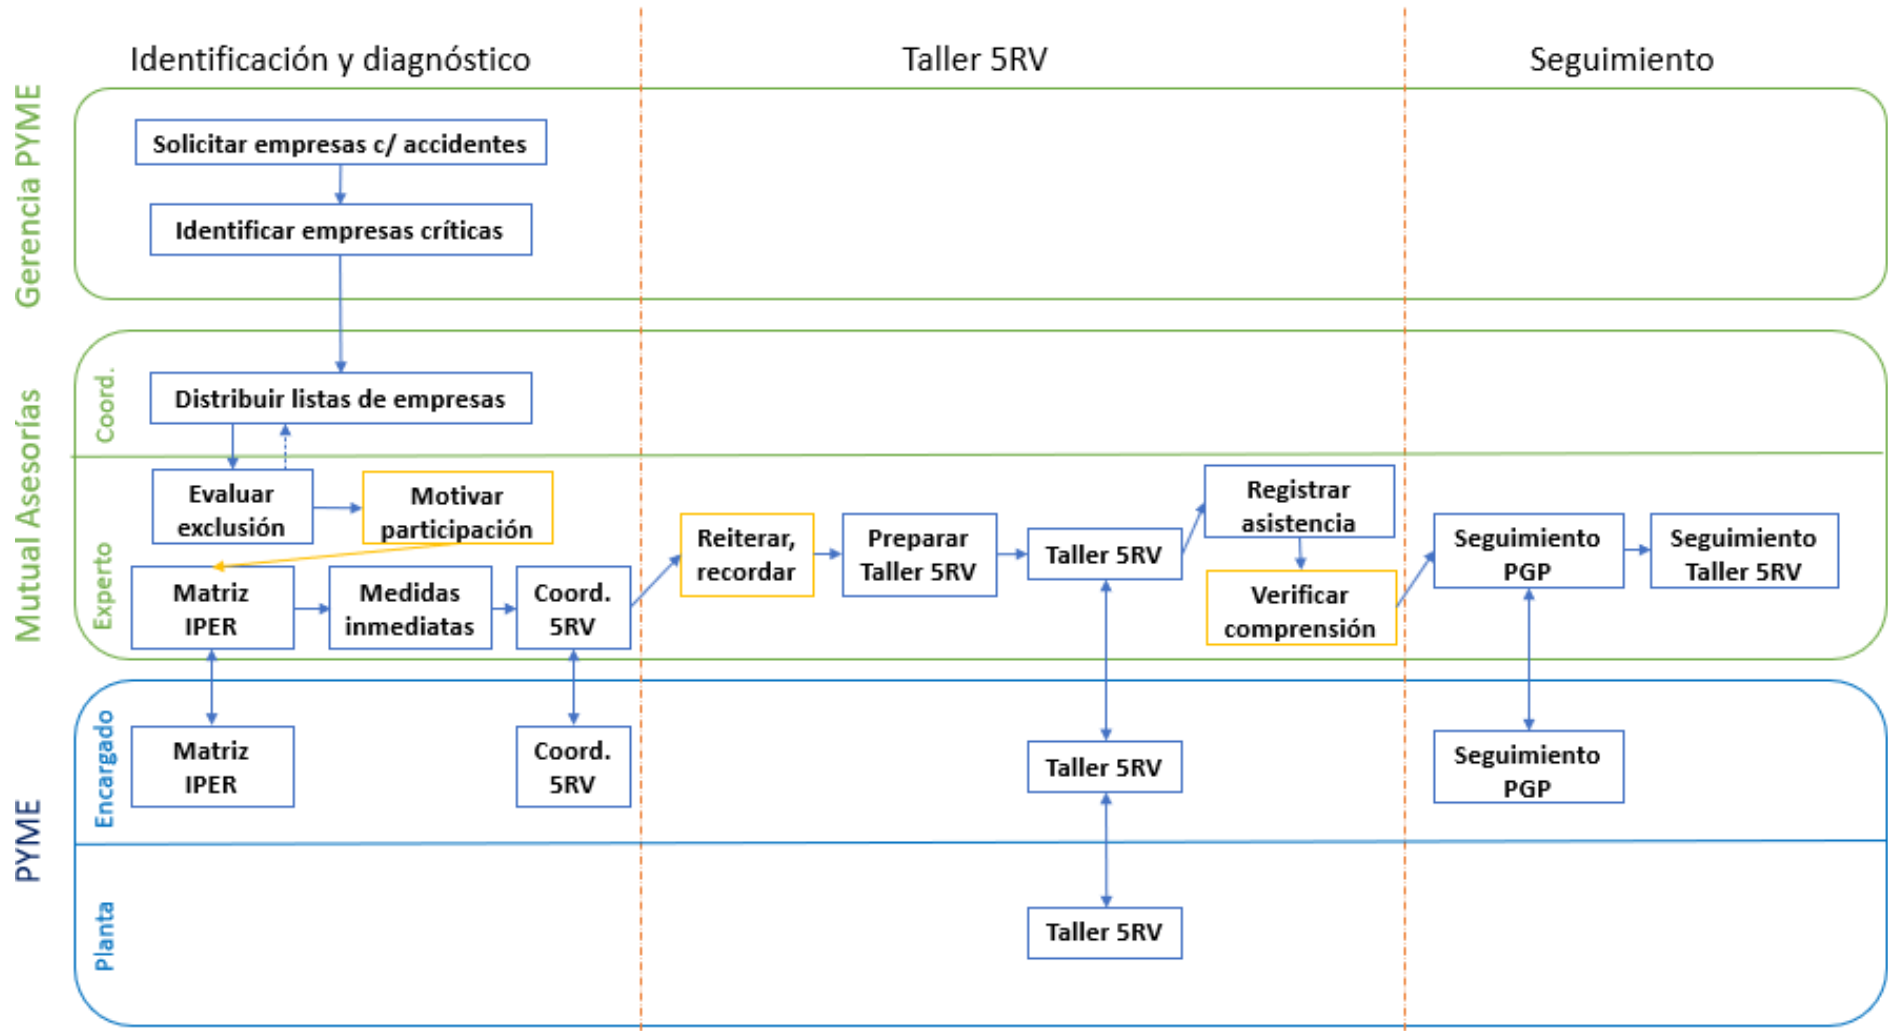 Identificación y diagnóstico
Taller 5RV
Seguimiento
Gerencia PYME
Solicitar empresas c/ accidentes
Identificar empresas críticas
Mutual Asesorías
Coord.
Distribuir listas de empresas
Experto
Evaluar
exclusión
Motivar
participación
Matriz
IPER
Medidas
inmediatas
Coord.
5RV
Reiterar,
recordar
Preparar
Taller 5RV
Taller 5RV
Registrar
asistencia
Verificar
comprensión
Seguimiento
PGP
Seguimiento
Taller 5RV
PYME
Encargado
Matriz
IPER
Coord.
5RV
Taller 5RV
Seguimiento
PGP
Planta
Taller 5RV